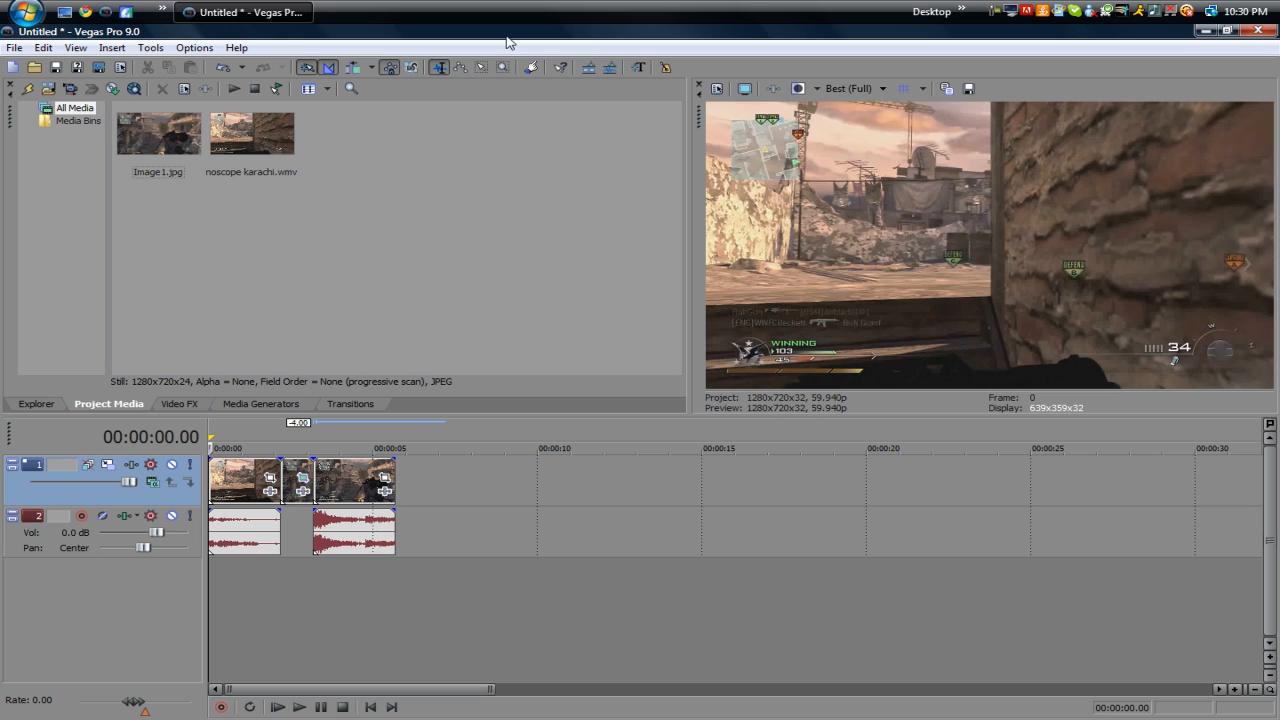 Untitled * - Vegas Pr...
Desktop
10:30 PM
Untitled * - Vegas Pro 9.0
File Edit View Insert Tools Options Help
All Media
Media Bins
Image1.jpg
noscope karachi.wmv
Still: 1280x720x24, Alpha = None, Field Order = None (progressive scan), JPEG
Explorer Project Media Video FX Media Generators Transitions
Best (Full)
DEFEND
DEFEND
B
A
WINNING
103
45
34
W
Project: 1280x720x32, 59.940p
Frame: 0
Preview: 1280x720x32, 59.940p
Display: 639x359x32
-4.00
00:00:00.00
00:00:00
00:00:05
00:00:10
00:00:15
00:00:20
00:00:25
00:00:30
1
2
Vol: 0.0 dB
Pan: Center
Rate: 0.00
00:00:00.00